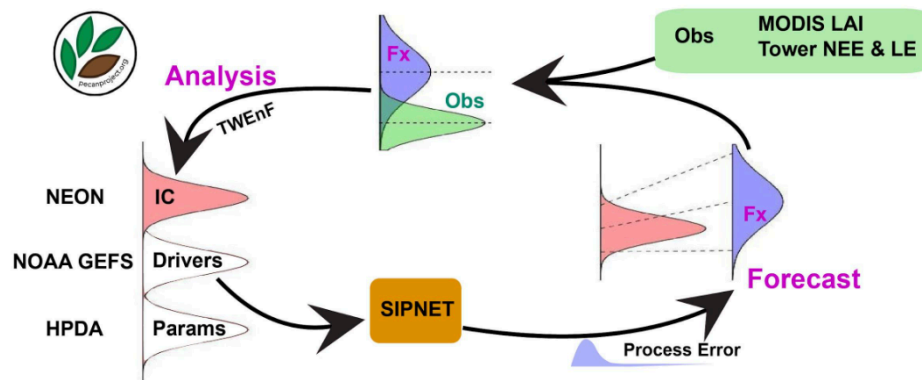 pecanproject.org
Analysis
TWEnF
Fx
Obs
Obs
MODIS LAI
Tower NEE & LE
NEON
IC
NOAA GEFS
Drivers
HPDA
Params
SIPNET
Process Error
Fx
Forecast